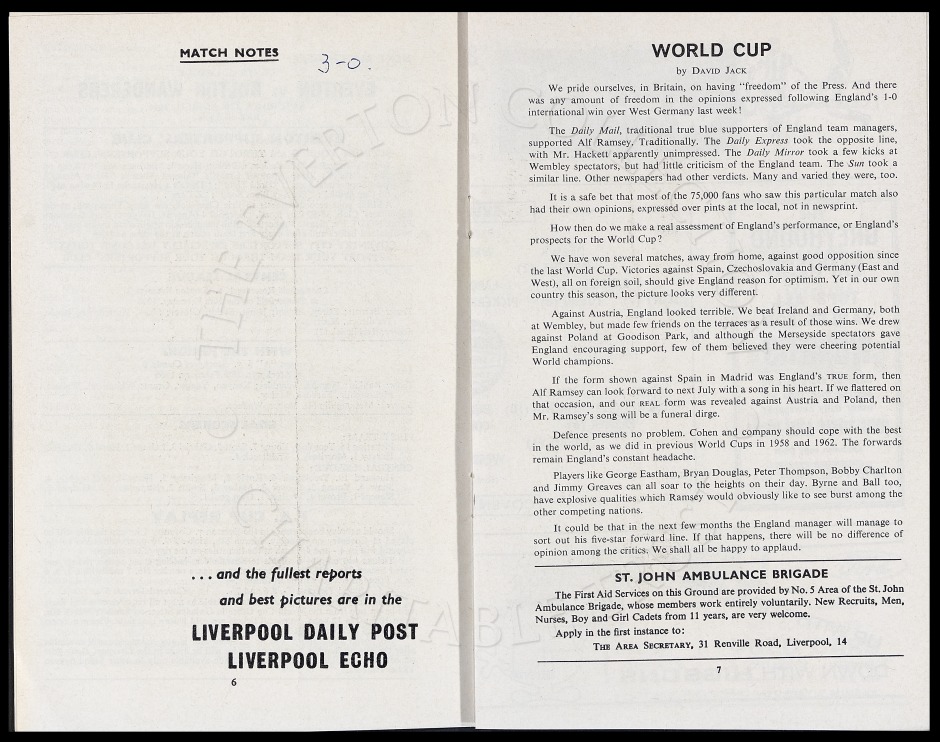 MATCH NOTES
3-0.
... and the fullest reports
and best pictures are in the
LIVERPOOL DAILY POST
LIVERPOOL ECHO
6
WORLD CUP
by DAVID JACK
We pride ourselves, in Britain, on having "freedom" of the Press. And there
was any amount of freedom in the opinions expressed following England's 1-0
international win over West Germany last week!
The Daily Mail, traditional true blue supporters of England team managers,
supported Alf Ramsey. Traditionally. The Daily Express took the opposite line,
with Mr. Hackett apparently unimpressed. The Daily Mirror took a few kicks at
Wembley spectators, but had little criticism of the England team. The Sun took a
similar line. Other newspapers had other verdicts. Many and varied they were, too.
It is a safe bet that most of the 75,000 fans who saw this particular match also
had their own opinions, expressed over pints at the local, not in newsprint.
How then do we make a real assessment of England's performance, or England's
prospects for the World Cup?
We have won several matches, away from home, against good opposition since
the last World Cup. Victories against Spain, Czechoslovakia and Germany (East and
West), all on foreign soil, should give England reason for optimism. Yet in our own
country this season, the picture looks very different.
Against Austria, England looked terrible. We beat Ireland and Germany, both
at Wembley, but made few friends on the terraces as a result of those wins. We drew
against Poland at Goodison Park, and although the Merseyside spectators gave
England encouraging support, few of them believed they were cheering potential
World champions.
If the form shown against Spain in Madrid was England's TRUE form, then
Alf Ramsey can look forward to next July with a song in his heart. If we flattered on
that occasion, and our REAL form was revealed against Austria and Poland, then
Mr. Ramsey's song will be a funeral dirge.
Defence presents no problem. Cohen and company should cope with the best
in the world, as we did in previous World Cups in 1958 and 1962. The forwards
remain England's constant headache.
Players like George Eastham, Bryan Douglas, Peter Thompson, Bobby Charlton
and Jimmy Greaves can all soar to the heights on their day. Byrne and Ball too,
have explosive qualities which Ramsey would obviously like to see burst among the
other competing nations.
It could be that in the next few months the England manager will manage to
sort out his five-star forward line. If that happens, there will be no difference of
opinion among the critics. We shall all be happy to applaud.
ST. JOHN AMBULANCE BRIGADE
The First Aid Services on this Ground are provided by No. 5 Area of the St. John
Ambulance Brigade, whose members work entirely voluntarily. New Recruits, Men,
Nurses, Boy and Girl Cadets from 11 years, are very welcome.
Apply in the first instance to:
THE AREA SECRETARY, 31 Renville Road, Liverpool, 14
7